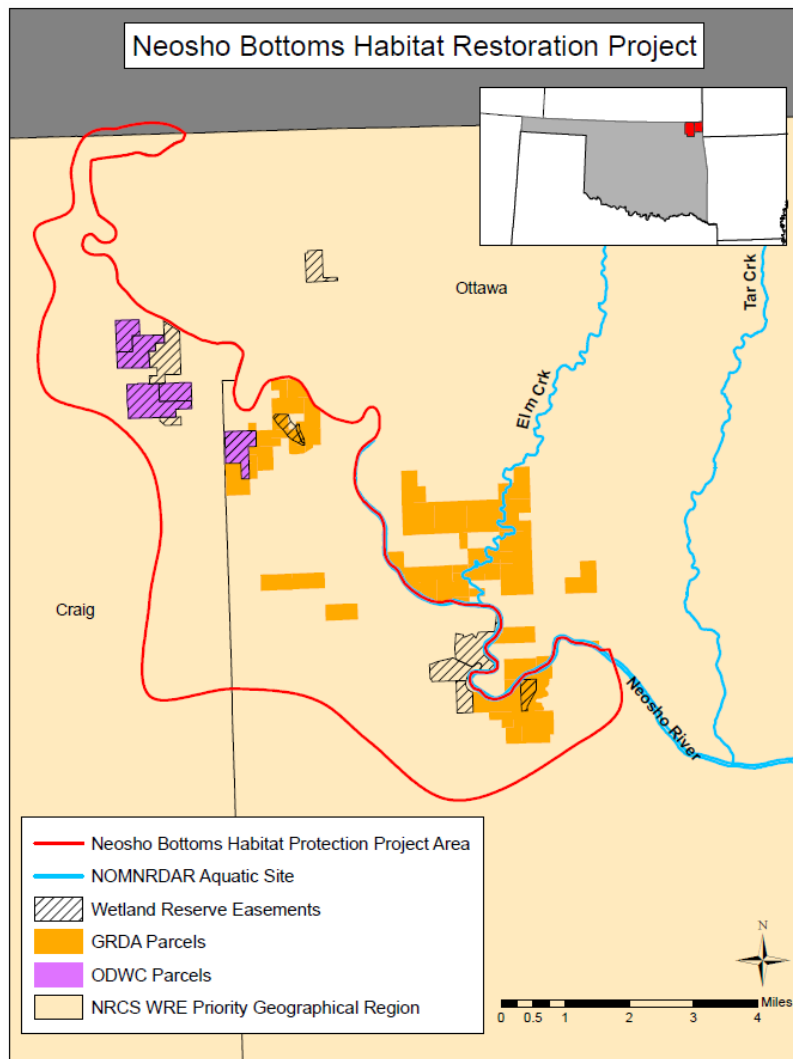 Neosho Bottoms Habitat Restoration Project
Ottawa
Tar Crk
Elm Crk
Craig
Neosho River
Neosho Bottoms Habitat Protection Project Area
NOMNRDAR Aquatic Site
Wetland Reserve Easements
GRDA Parcels
ODWC Parcels
NRCS WRE Priority Geographical Region
N
Miles
0 0.5 1 2 3 4